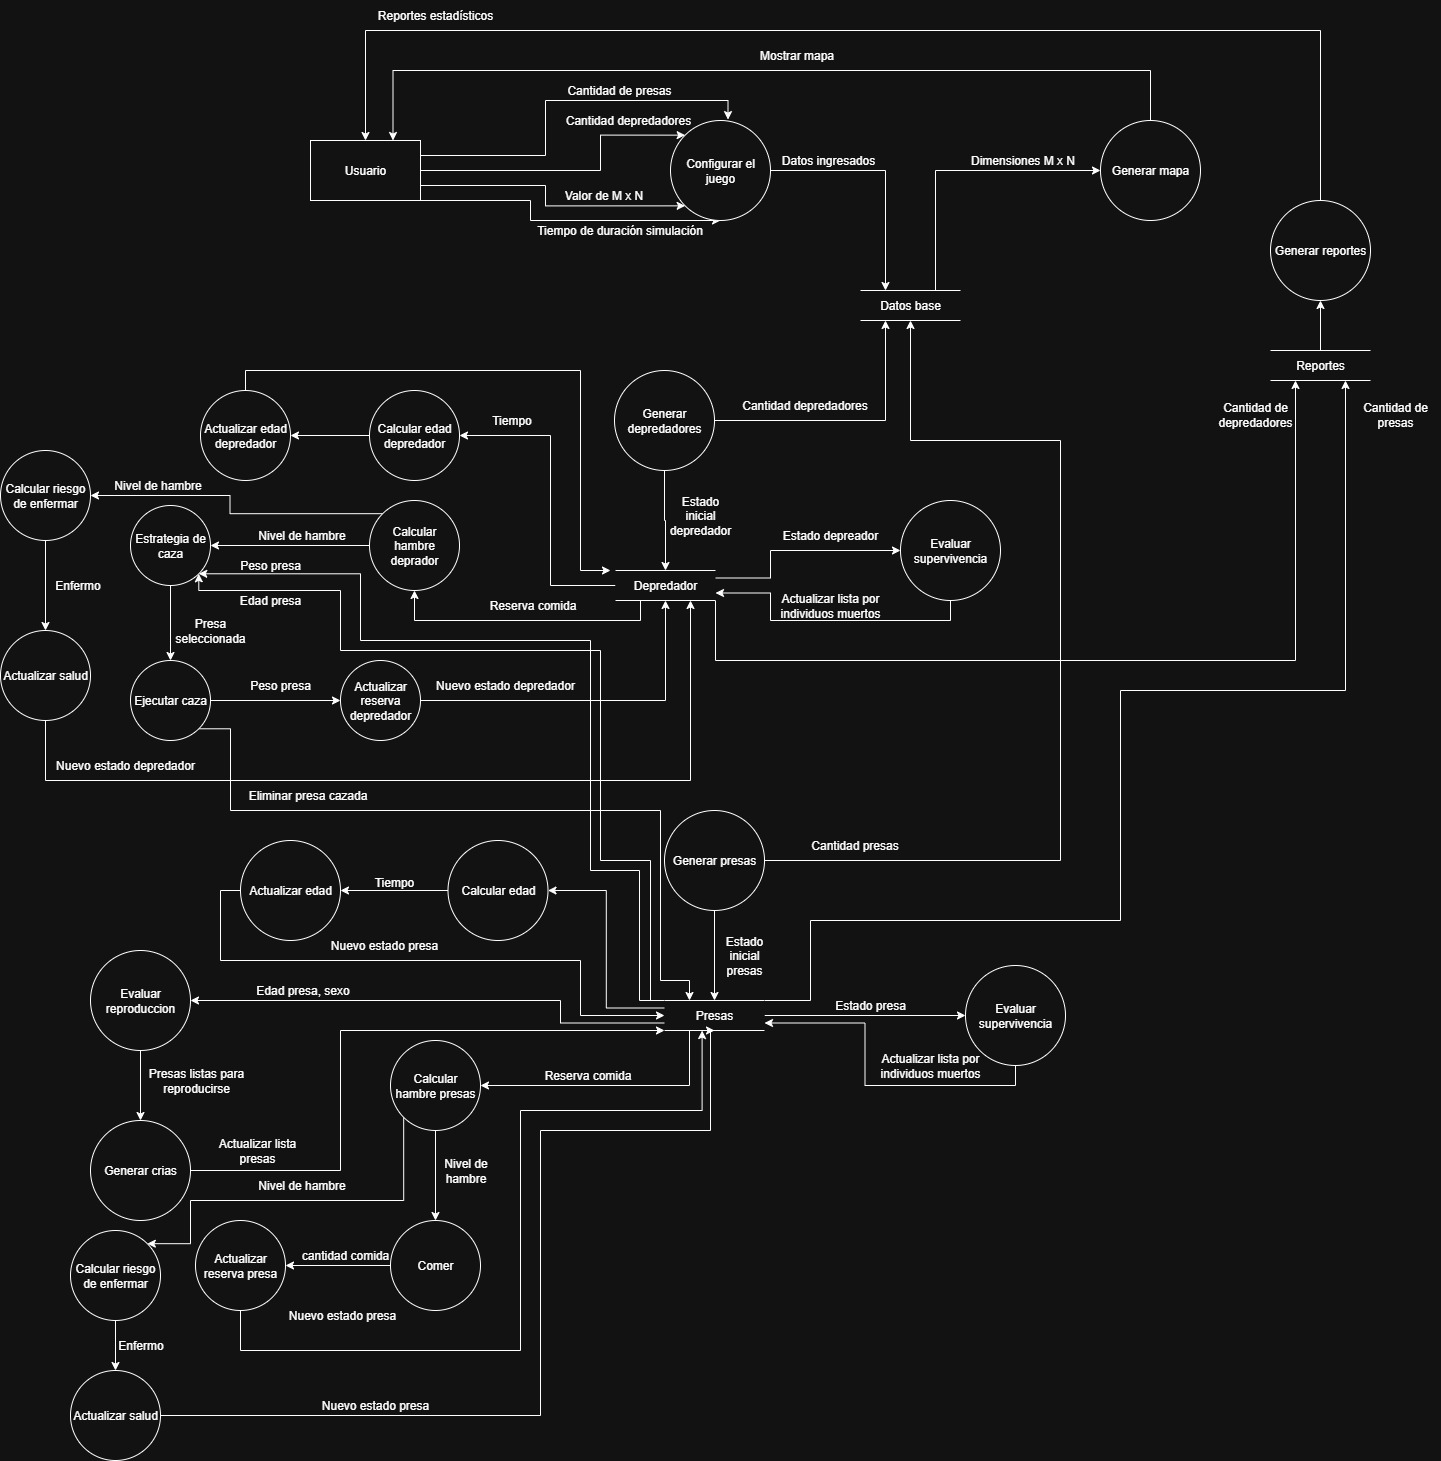 Reportes estadísticos
Mostrar mapa
Cantidad de presas
Cantidad depredadores
Usuario
Configurar el
juego
Datos ingresados
Dimensiones M x N
Generar mapa
Valor de M x N
Tiempo de duración simulación
Generar reportes
Datos base
Reportes
Cantidad de
depredadores
Cantidad de
presas
Generar
depredadores
Cantidad depredadores
Actualizar edad
depredador
Calcular edad
depredador
Tiempo
Calcular riesgo
de enfermar
Nivel de hambre
Estrategia de
caza
Nivel de hambre
Calcular
hambre
deprador
Estado
inicial
depredador
Estado depreador
Evaluar
supervivencia
Peso presa
Edad presa
Enfermo
Reserva comida
Depredador
Actualizar lista por
individuos muertos
Presa
seleccionada
Actualizar salud
Ejecutar caza
Peso presa
Actualizar
reserva
depredador
Nuevo estado depredador
Nuevo estado depredador
Eliminar presa cazada
Generar presas
Cantidad presas
Actualizar edad
Tiempo
Calcular edad
Nuevo estado presa
Estado
inicial
presas
Evaluar
reproduccion
Edad presa, sexo
Presas
Estado presa
Evaluar
supervivencia
Presas listas para
reproducirse
Calcular
hambre presas
Reserva comida
Actualizar lista por
individuos muertos
Generar crias
Actualizar lista
presas
Nivel de hambre
Nivel de
hambre
Calcular riesgo
de enfermar
Actualizar
reserva presa
cantidad comida
Comer
Nuevo estado presa
Enfermo
Actualizar salud
Nuevo estado presa